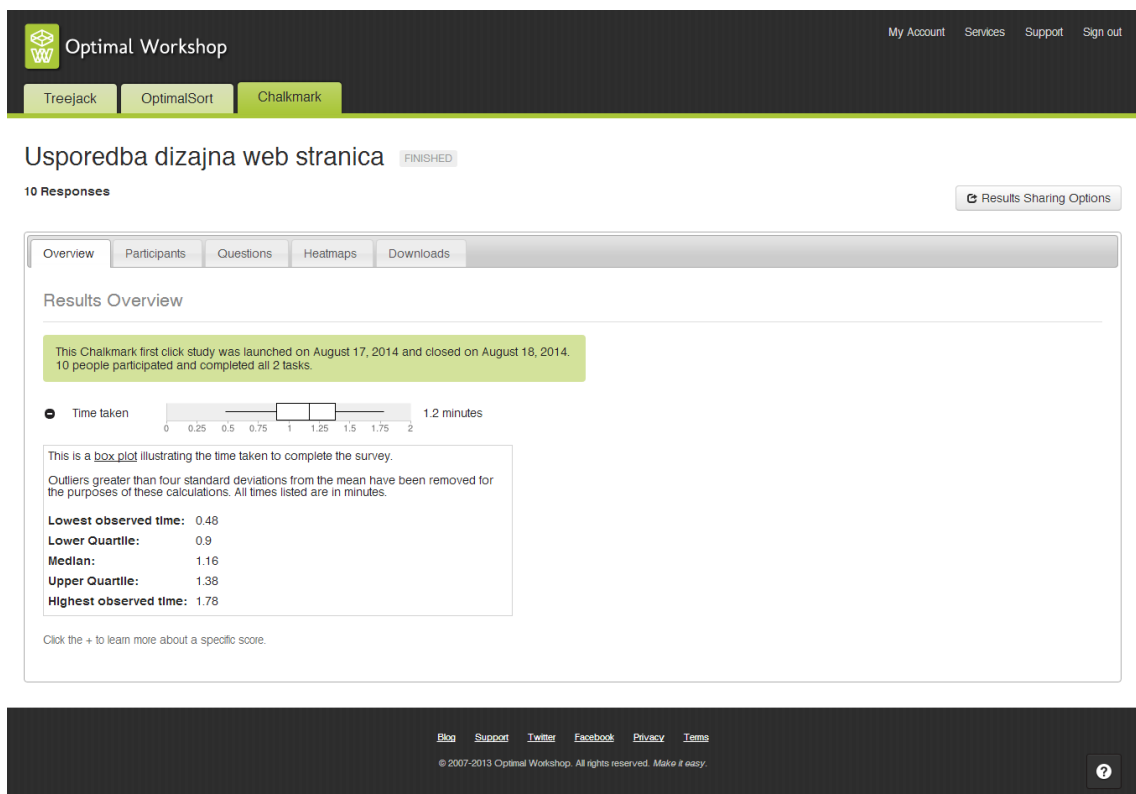 Optimal Workshop
My Account Services Support Sign out
Treejack OptimalSort Chalkmark
Usporedba dizajna web stranica FINISHED
10 Responses
Results Sharing Options
Overview Participants Questions Heatmaps Downloads
Results Overview
This Chalkmark first click study was launched on August 17, 2014 and closed on August 18, 2014.
10 people participated and completed all 2 tasks.
Time taken 1.2 minutes
0 0.25 0.5 0.75 1 1.25 1.5 1.75 2
This is a box plot illustrating the time taken to complete the survey.
Outliers greater than four standard deviations from the mean have been removed for
the purposes of these calculations. All times listed are in minutes.
Lowest observed time: 0.48
Lower Quartile: 0.9
Median: 1.16
Upper Quartile: 1.38
Highest observed time: 1.78
Click the + to learn more about a specific score.
Blog Support Twitter Facebook Privacy Terms
© 2007-2013 Optimal Workshop. All rights reserved. Make it easy.
?